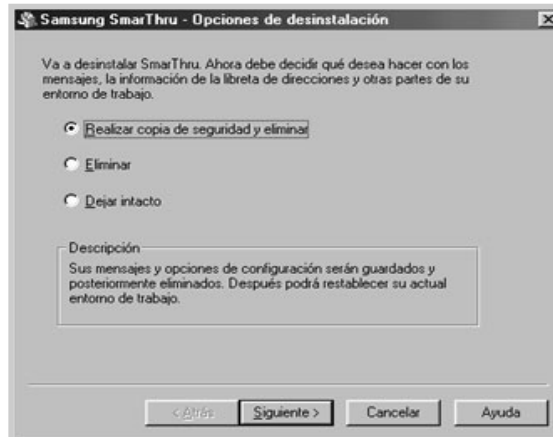 Samsung SmarThru - Opciones de desinstalación
Va a desinstalar SmarThru. Ahora debe decidir qué desea hacer con los
mensajes, la información de la libreta de direcciones y otras partes de su
entorno de trabajo.
Realizar copia de seguridad y eliminar
Eliminar
Dejar intacto
Descripción
Sus mensajes y opciones de configuración serán guardados y
posteriormente eliminados. Después podrá restablecer su actual
entorno de trabajo.
< Atrás Siguiente > Cancelar Ayuda